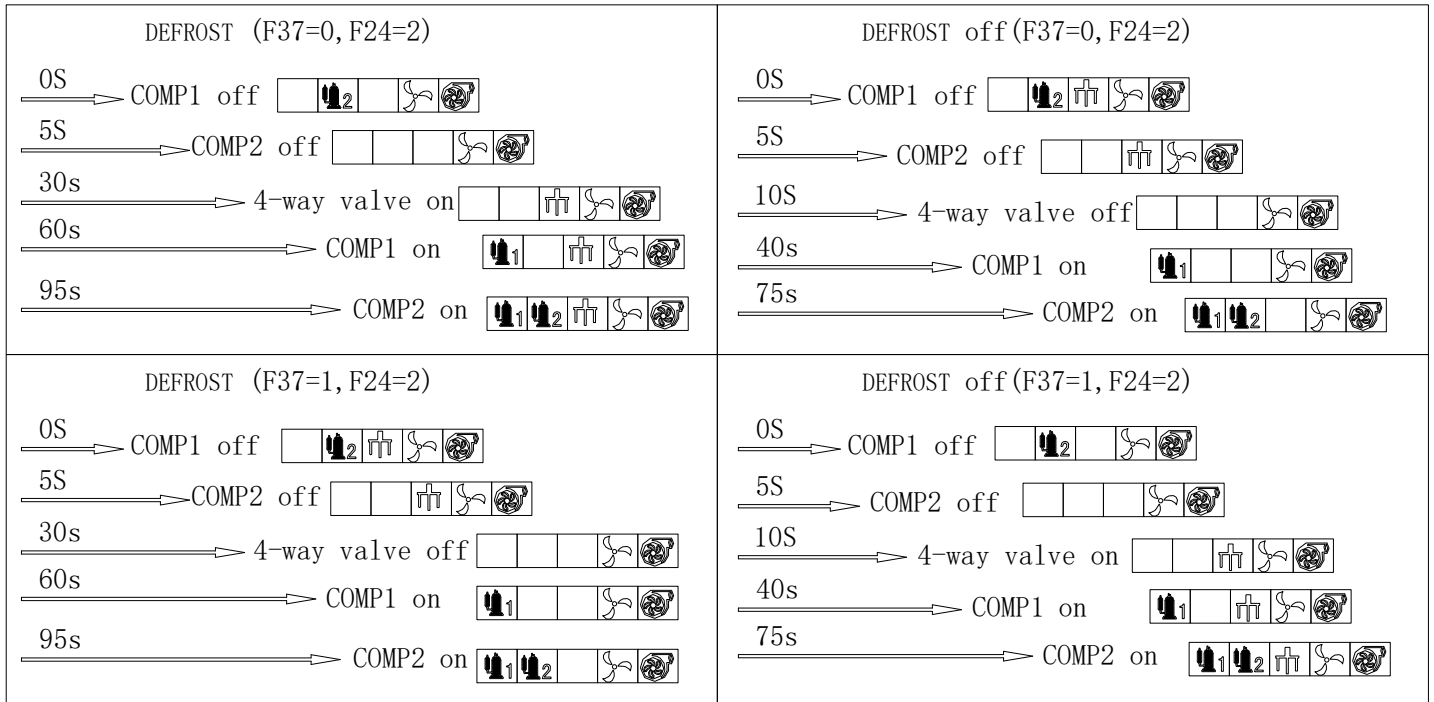 DEFROST (F37=0, F24=2)
0S
COMP1 off
2
5S
COMP2 off
30s
4-way valve on
60s
COMP1 on
1
95s
COMP2 on
1 2
DEFROST off (F37=0, F24=2)
0S
COMP1 off
2
5S
COMP2 off
10S
4-way valve off
40s
COMP1 on
1
75s
COMP2 on
1 2
DEFROST (F37=1, F24=2)
0S
COMP1 off
2
5S
COMP2 off
30s
4-way valve off
60s
COMP1 on
1
95s
COMP2 on
1 2
DEFROST off (F37=1, F24=2)
0S
COMP1 off
2
5S
COMP2 off
10S
4-way valve on
40s
COMP1 on
1
75s
COMP2 on
1 2